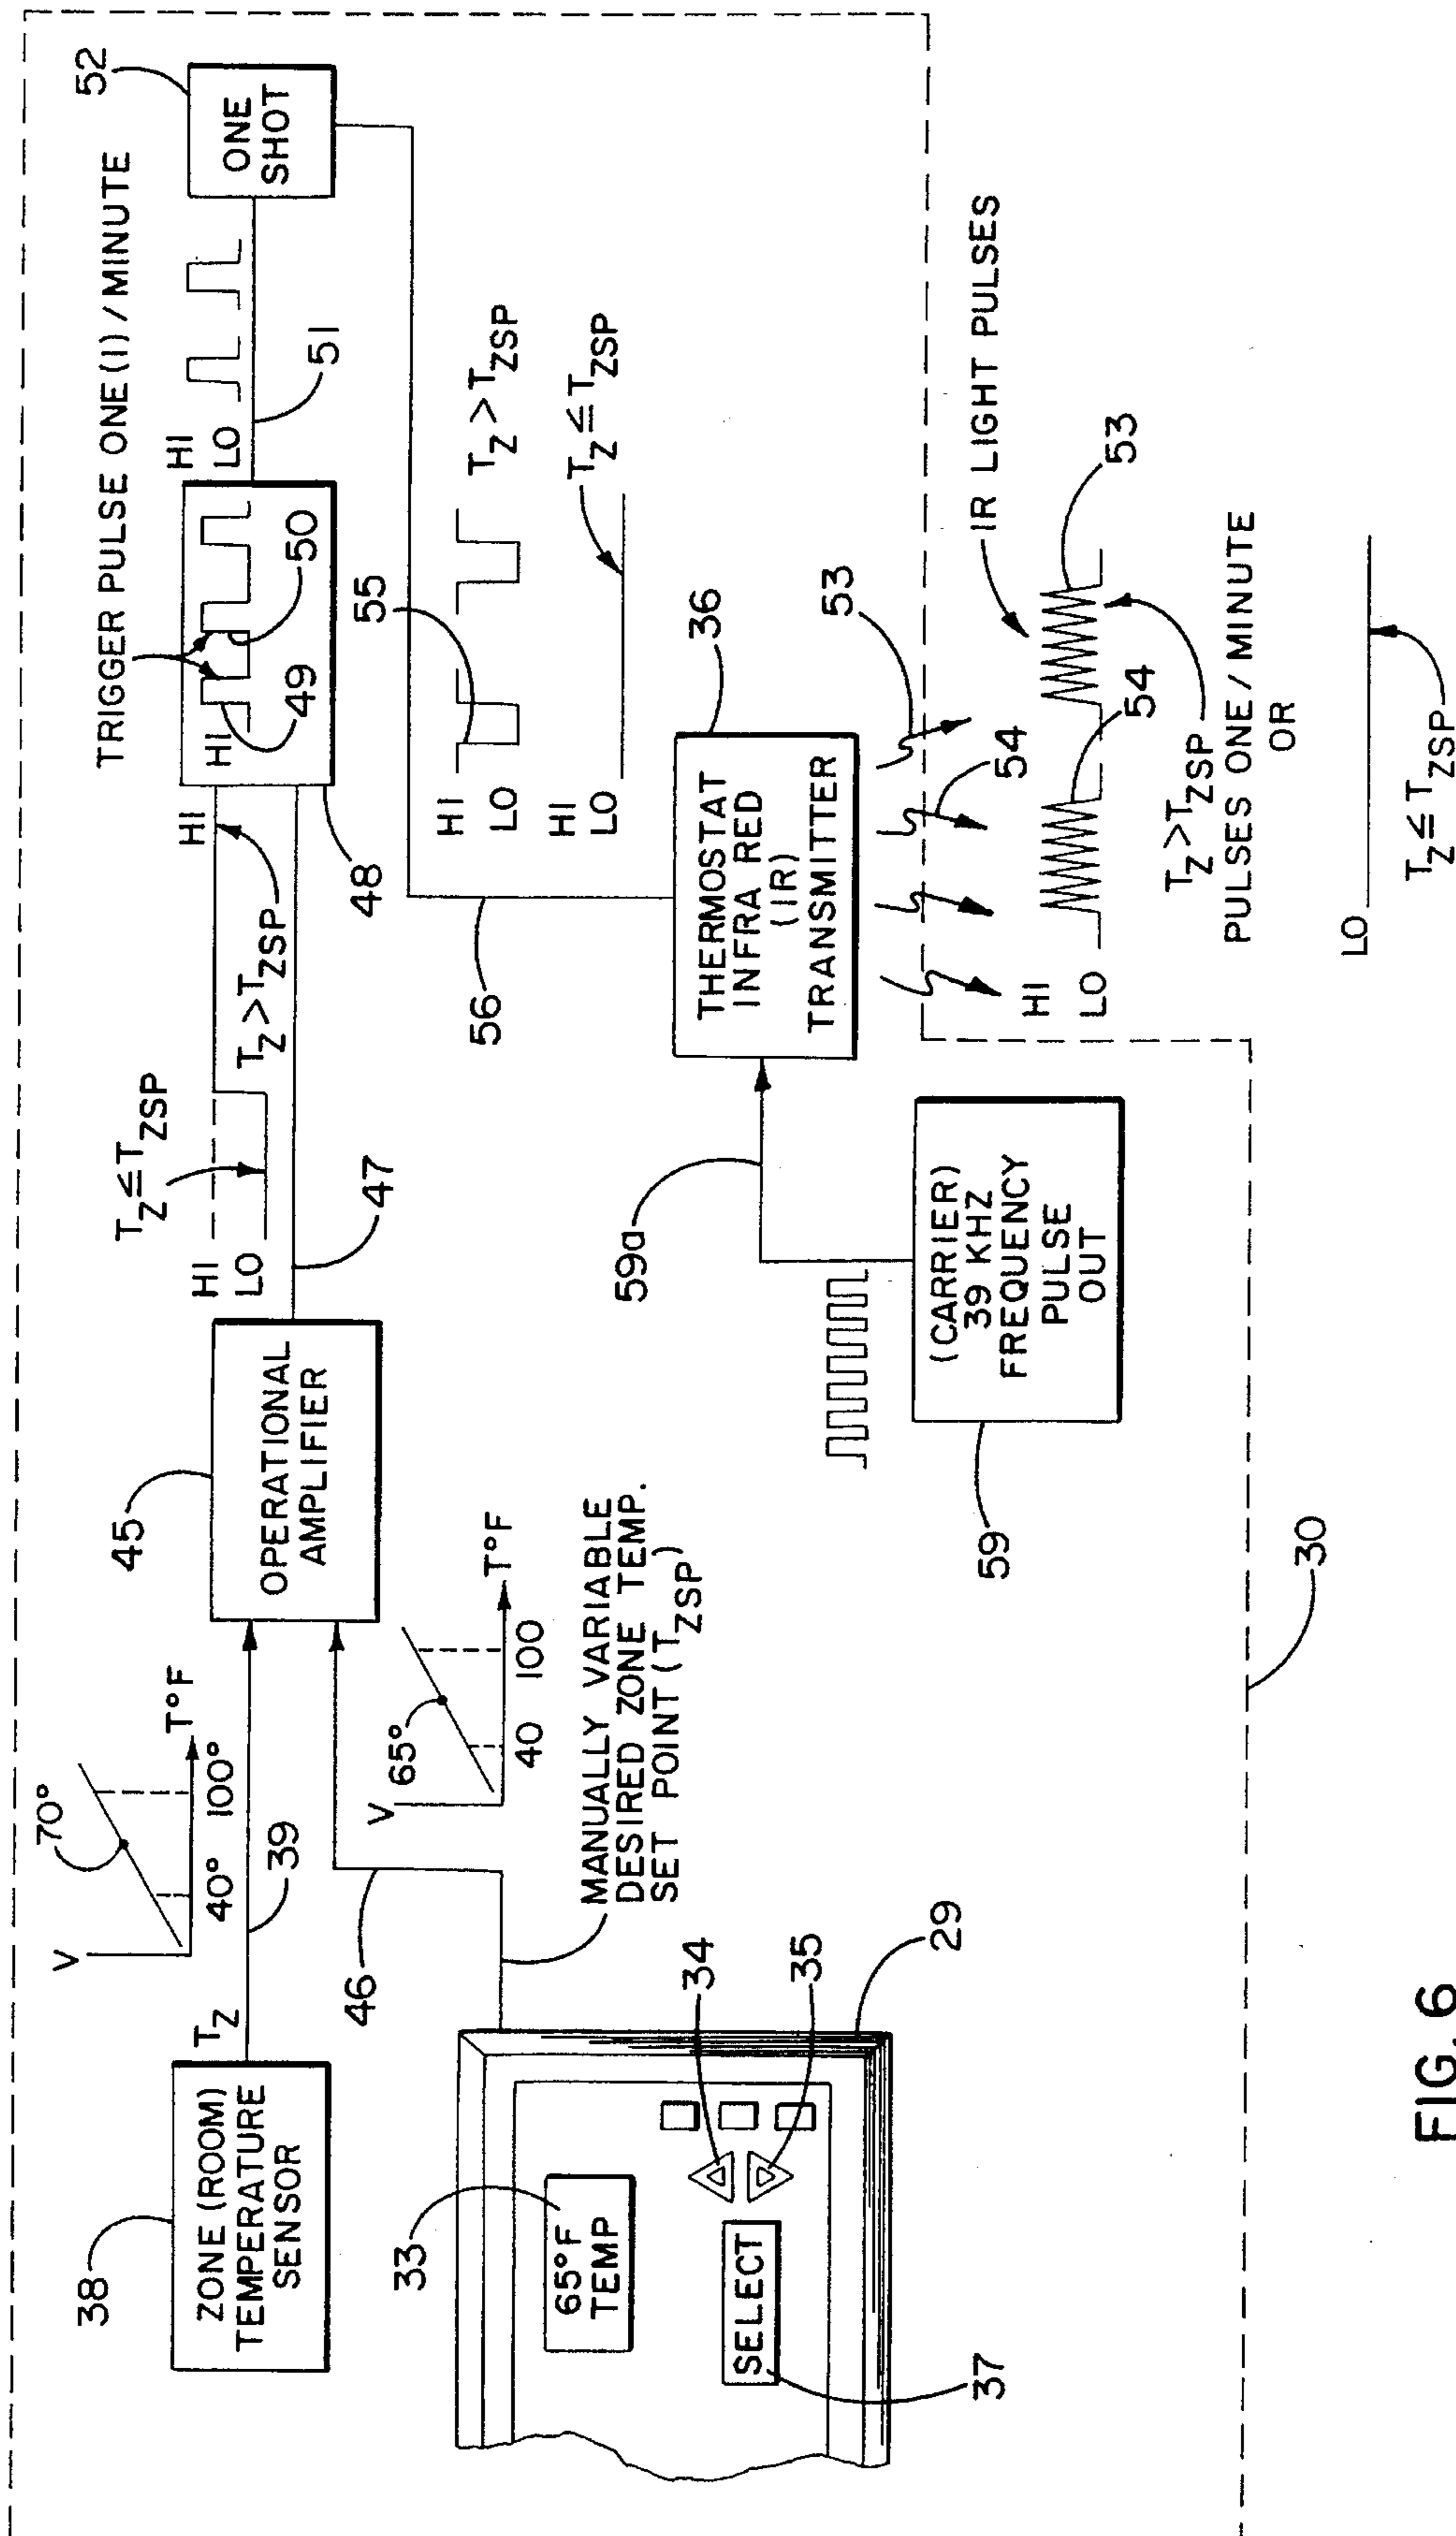 52
TRIGGER PULSE ONE(1)/MINUTE
ONE
SHOT
HI
LO
51
HI
49
50
48
HI
T_Z > T_ZSP
T_Z ≤ T_ZSP
HI
LO
47
45
OPERATIONAL
AMPLIFIER
70°
V
T°F
40°
100°
39
T_Z
38
ZONE (ROOM)
TEMPERATURE
SENSOR
46
V
65°
T°F
40
100
MANUALLY VARIABLE
DESIRED ZONE TEMP.
SET POINT (T_ZSP)
33
65°F
TEMP
SELECT
37
34
35
29
55
HI
LO
T_Z > T_ZSP
HI
LO
T_Z ≤ T_ZSP
56
36
THERMOSTAT
INFRA RED
(IR)
TRANSMITTER
59a
(CARRIER)
39 KHZ
FREQUENCY
PULSE
OUT
59
53
54
IR LIGHT PULSES
HI
LO
54
53
T_Z > T_ZSP
PULSES ONE/MINUTE
OR
LO
T_Z ≤ T_ZSP
30
FIG. 6